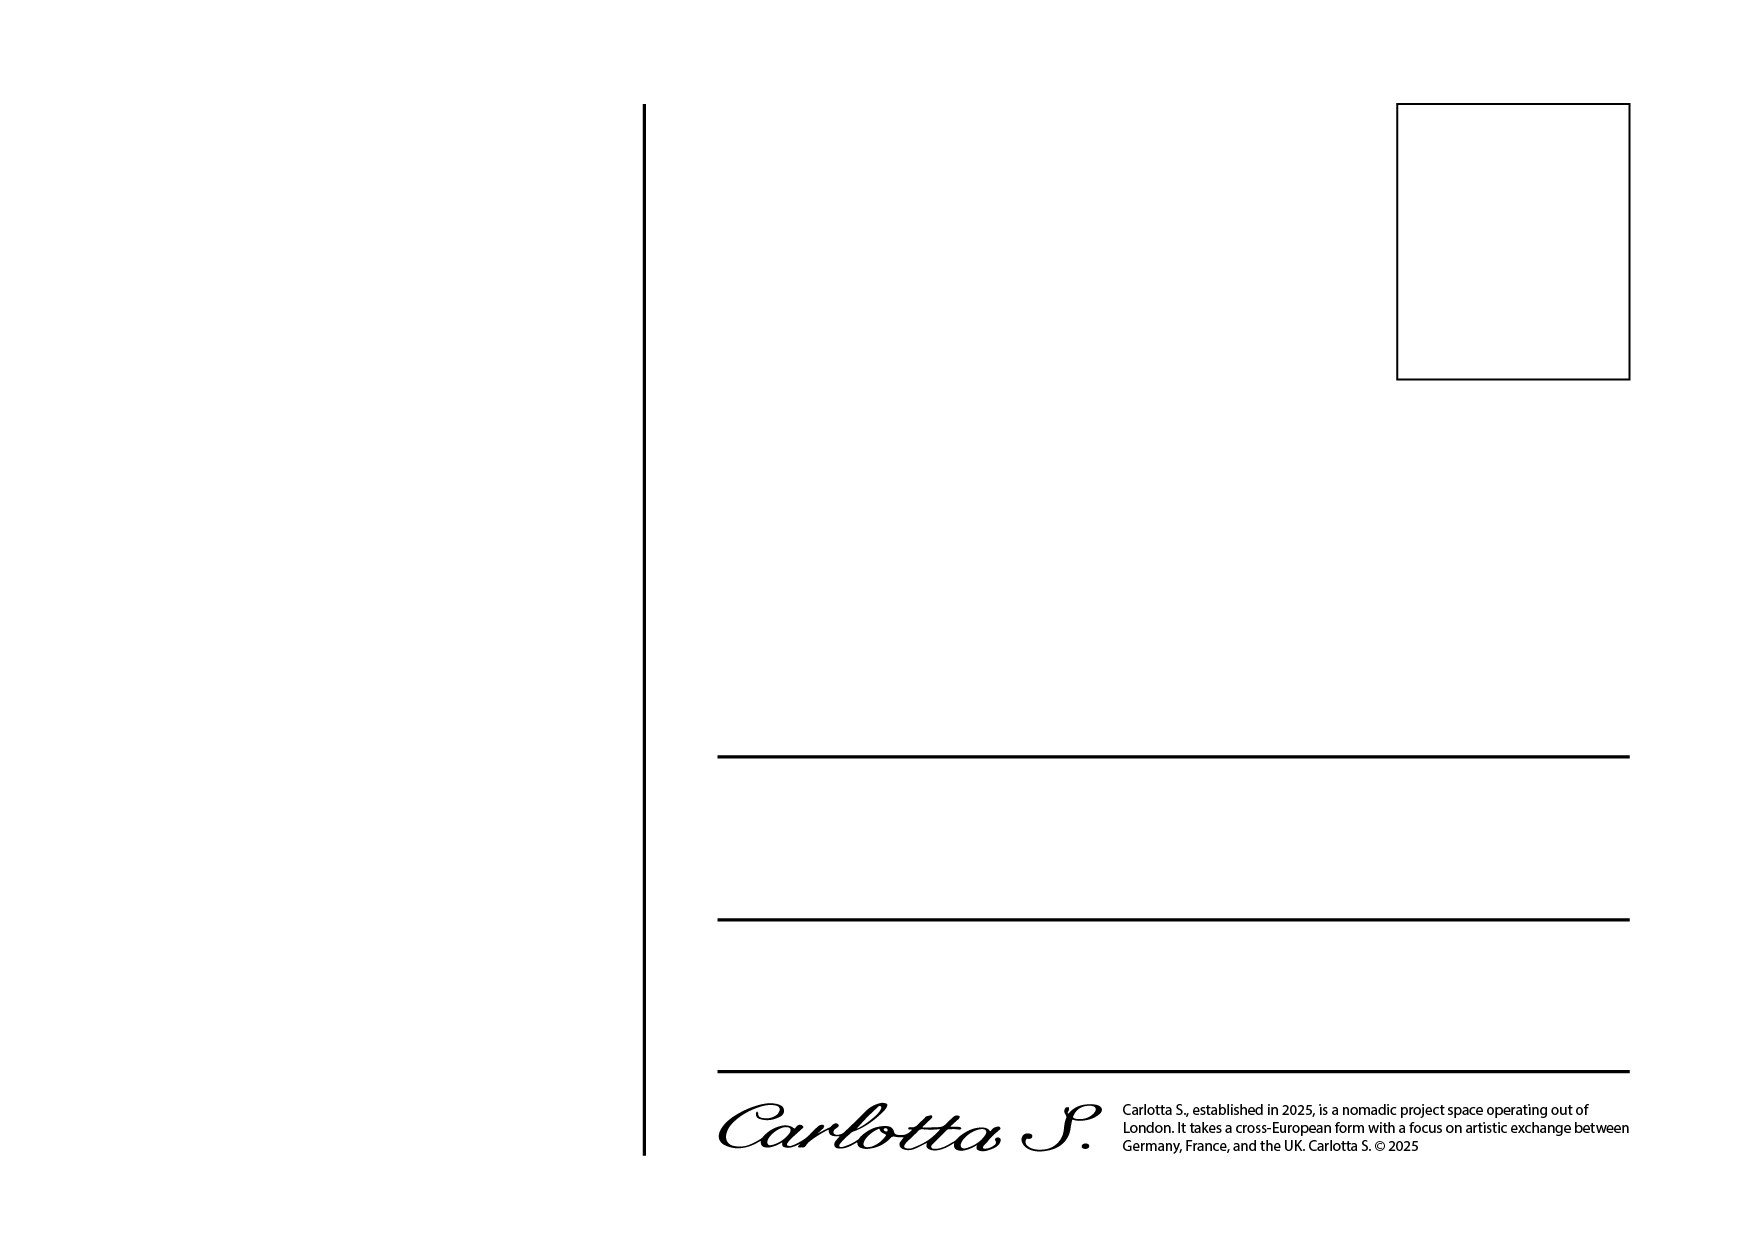 Carlotta S.
Carlotta S., established in 2025, is a nomadic project space operating out of
London. It takes a cross-European form with a focus on artistic exchange between
Germany, France, and the UK. Carlotta S. © 2025